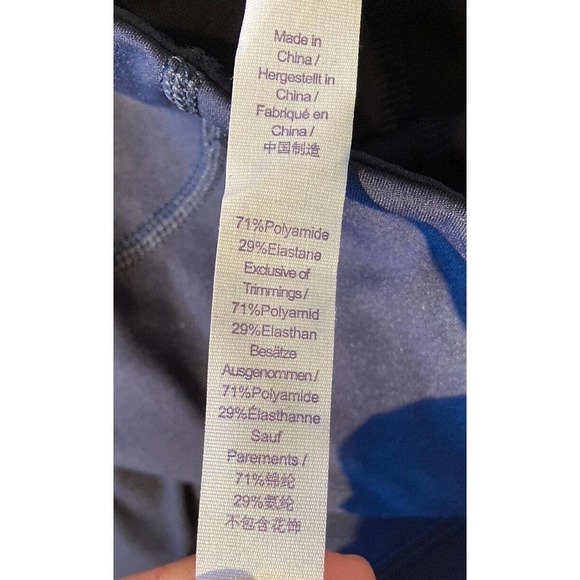 Made in
China /
Hergestellt in
China /
Fabriqué en
China /
中国制造
71%Polyamide
29%Elastane
Exclusive of
Trimmings /
71%Polyamid
29%Elasthan
Besätze
Ausgenommen /
71%Polyamide
29%Élasthanne
Sauf
Parements /
71%锦纶
29%氨纶
不包含花饰